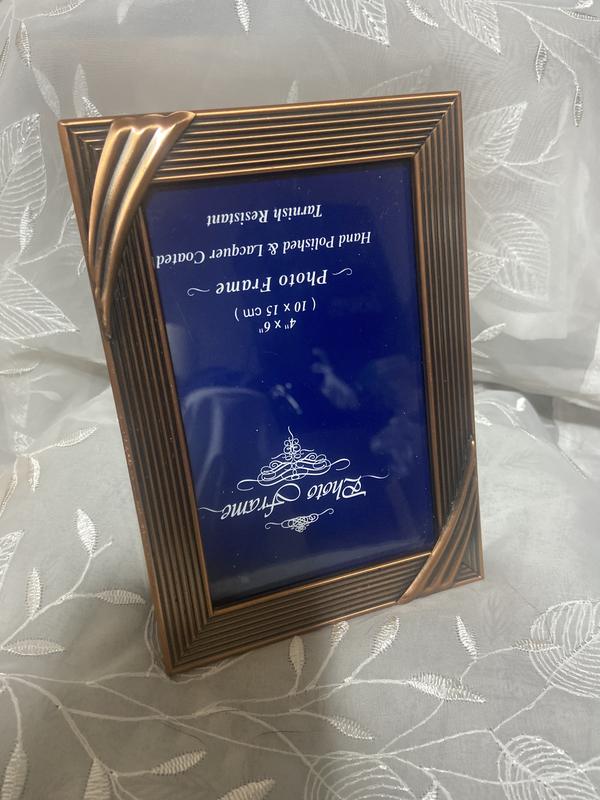 Photo Frame
4" x 6"
( 10 x 15 cm )
Photo Frame
Hand Polished & Lacquer Coated
Tarnish Resistant